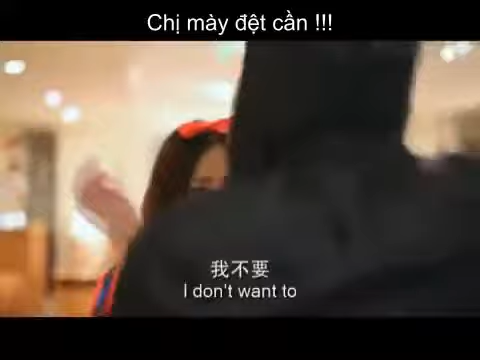 Chị mày đệt cần !!!
我不要
I don't want to